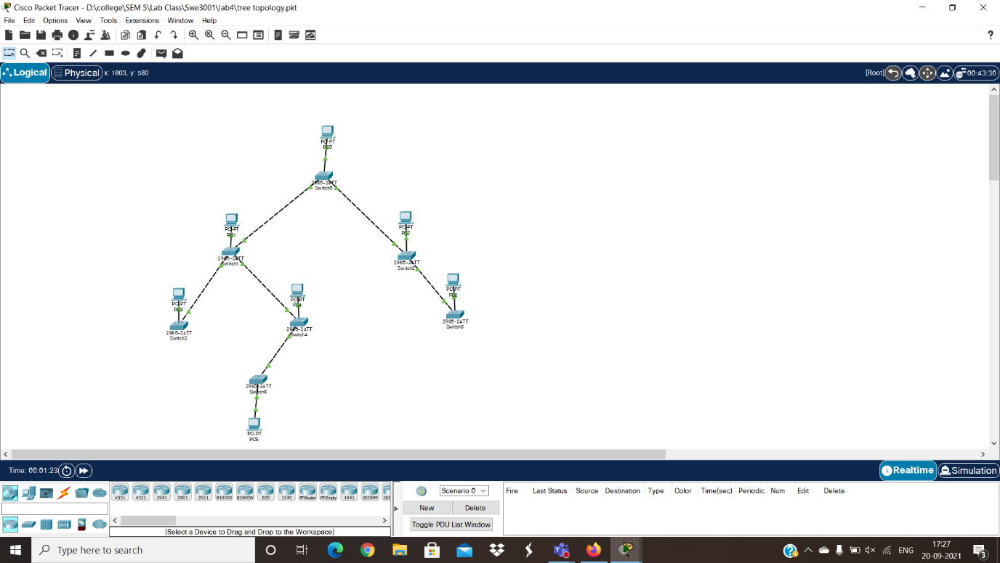 Cisco Packet Tracer - D:\college\SEM 5\Lab Class\Swe3001\lab4\tree topology.pkt
File Edit Options View Tools Extensions Window Help
?
Logical Physical x: 1803, y: 580 [Root] 00:43:30
PC-PT
PC0
2960-24TT
Switch0
PC-PT
PC1
2960-24TT
Switch1
PC-PT
PC2
2960-24TT
Switch2
PC-PT
PC3
2960-24TT
Switch3
PC-PT
PC4
2960-24TT
Switch4
PC-PT
2960-24TT
Switch5
2960-24TT
Switch6
PC-PT
Time: 00:01:23 Realtime Simulation
4331 4321 1941 2901 2911 819IOX 819HGW 829 1240 PT-Router PT-Empty 1841 2620XM 262
(Select a Device to Drag and Drop to the Workspace)
Scenario 0
New Delete
Toggle PDU List Window
Fire Last Status Source Destination Type Color Time(sec) Periodic Num Edit Delete
Type here to search
ENG
17:27
20-09-2021
3